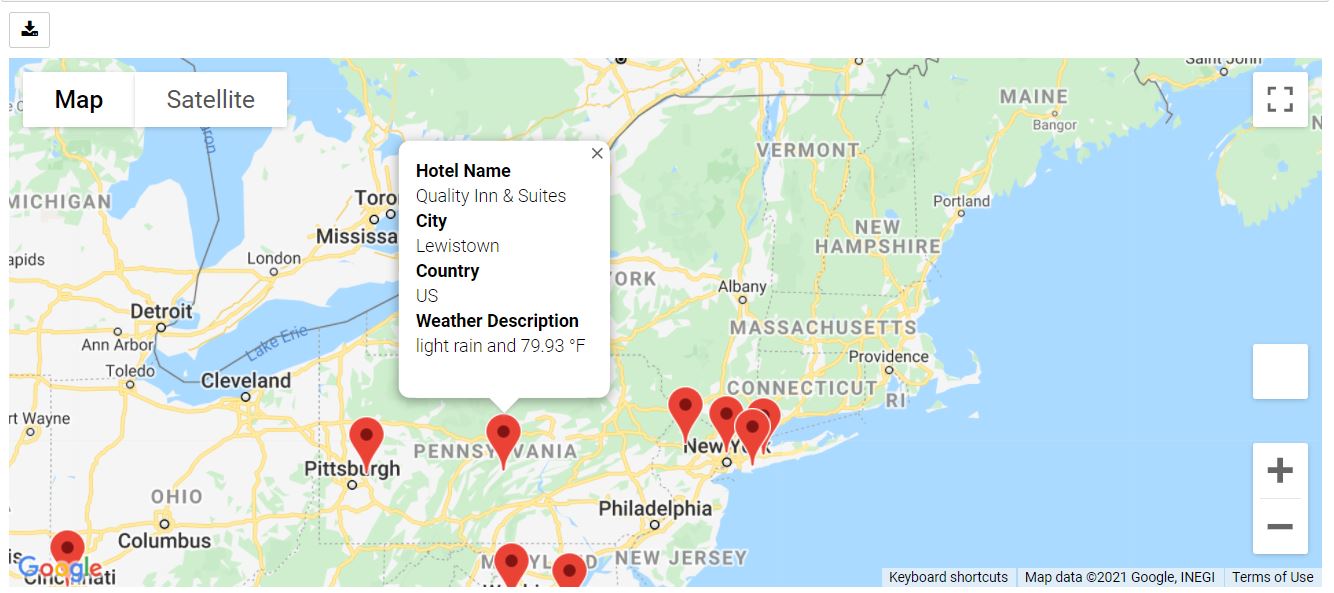 Saint John
Map
Satellite
MAINE
Bangor
VERMONT
Hotel Name
Quality Inn & Suites
City
Lewistown
Country
US
Weather Description
light rain and 79.93 °F
MICHIGAN
Toro
Mississa
Portland
NEW
HAMPSHIRE
apids
London
ORK
Albany
Detroit
MASSACHUSETTS
Ann Arbor
Lake Erie
Providence
Toledo
Cleveland
CONNECTICUT
RI
rt Wayne
PENNSYLVANIA
New York
Pittsburgh
OHIO
Philadelphia
Columbus
NEW JERSEY
Google
Cincinnati
Keyboard shortcuts
Map data ©2021 Google, INEGI
Terms of Use